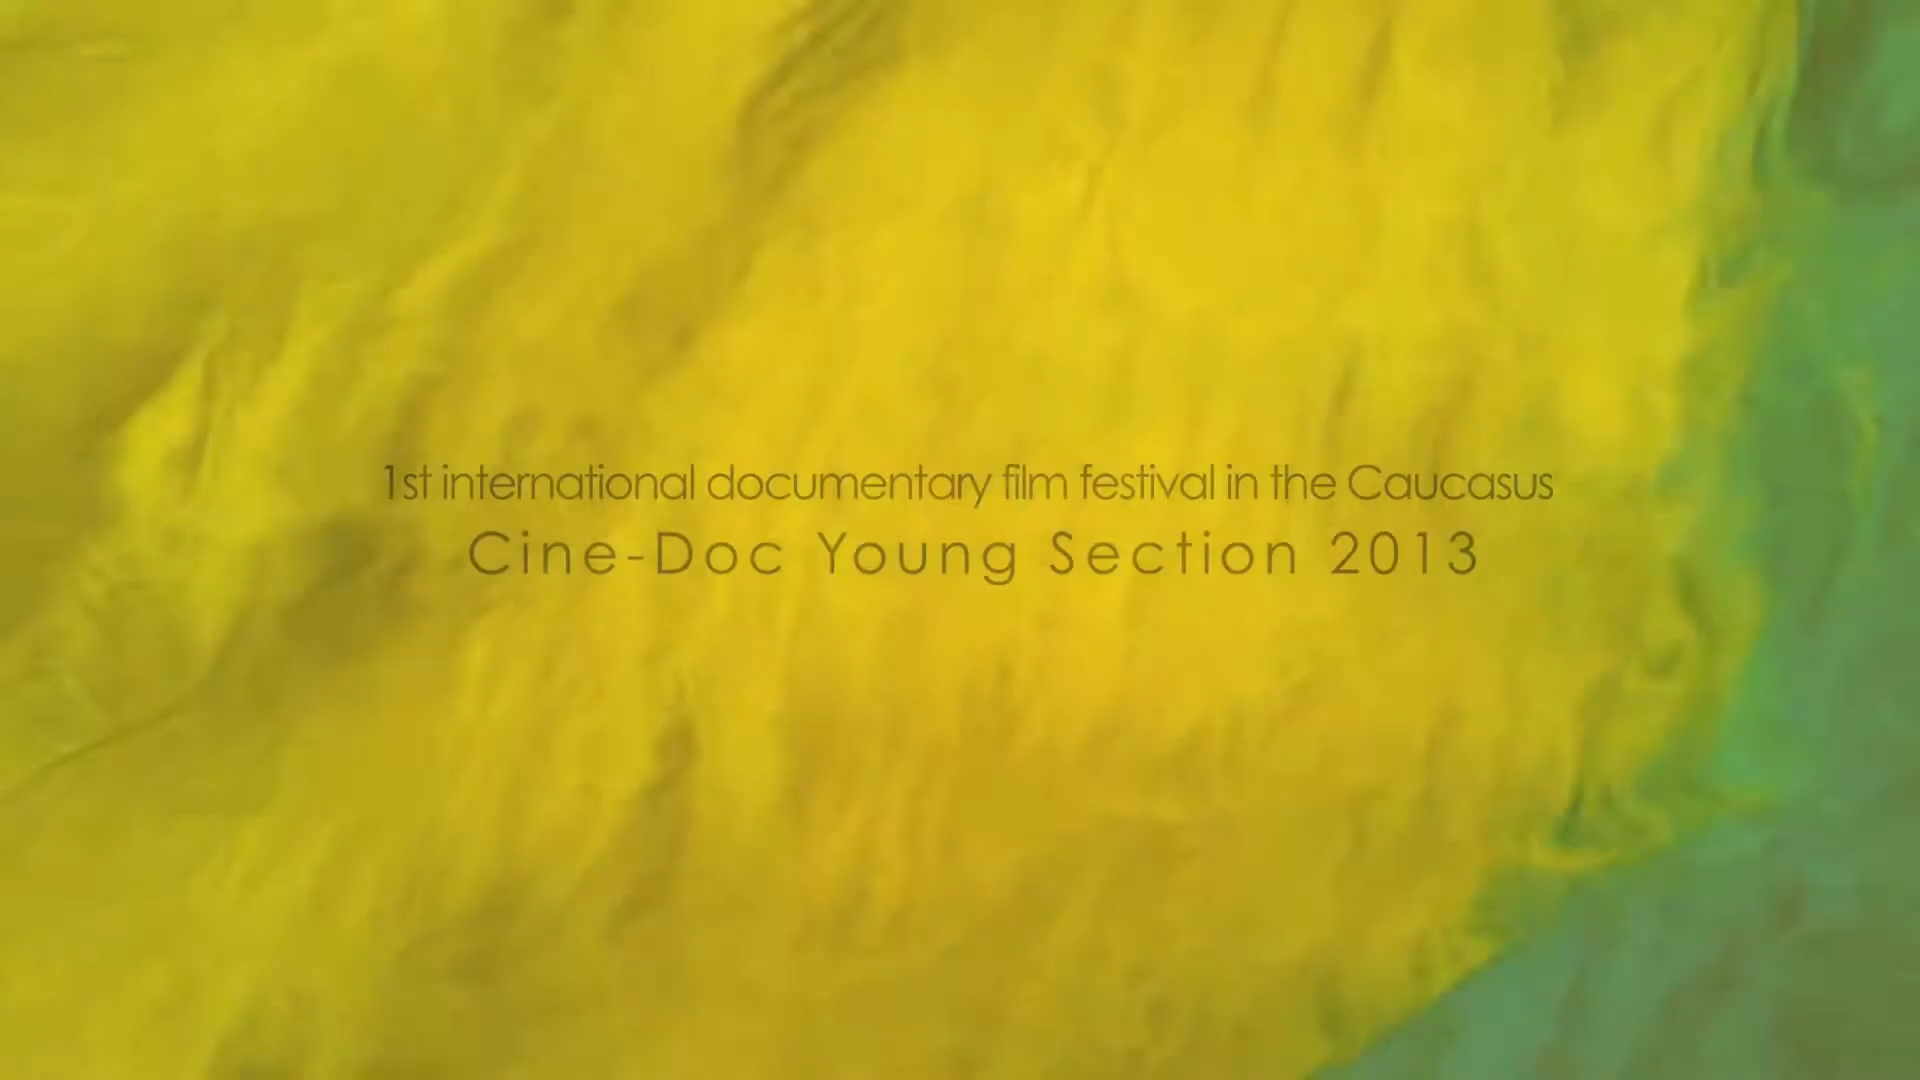 1st international documentary film festival in the Caucasus
Cine-Doc Young Section 2013